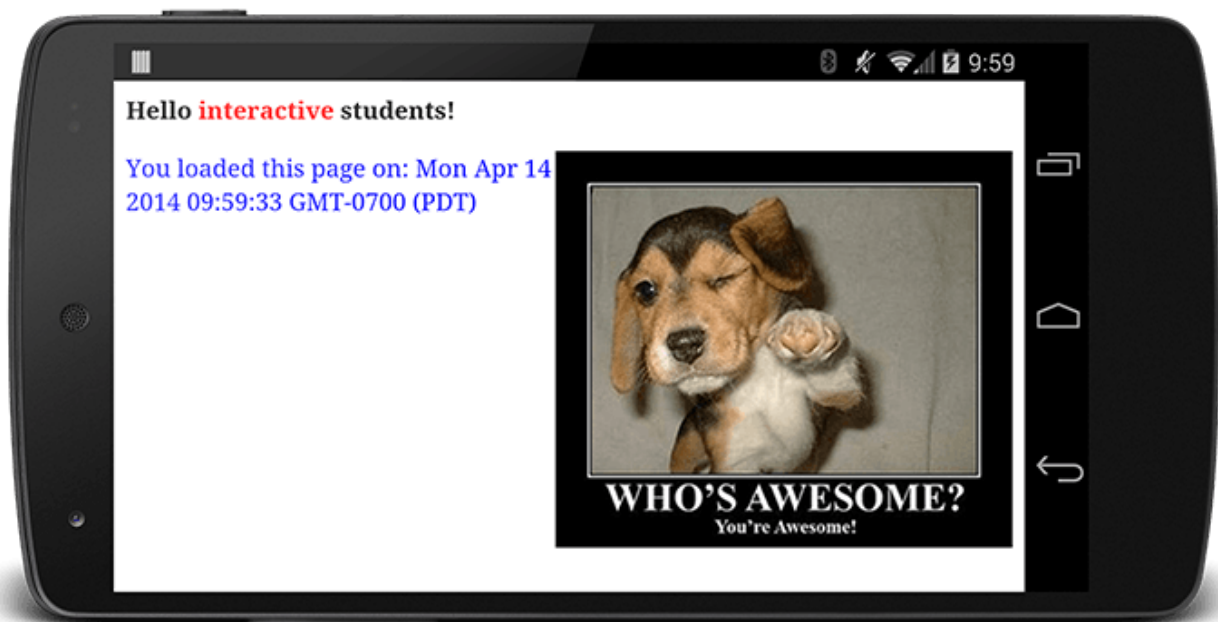 9:59
Hello interactive students!
You loaded this page on: Mon Apr 14
2014 09:59:33 GMT-0700 (PDT)
WHO'S AWESOME?
You're Awesome!